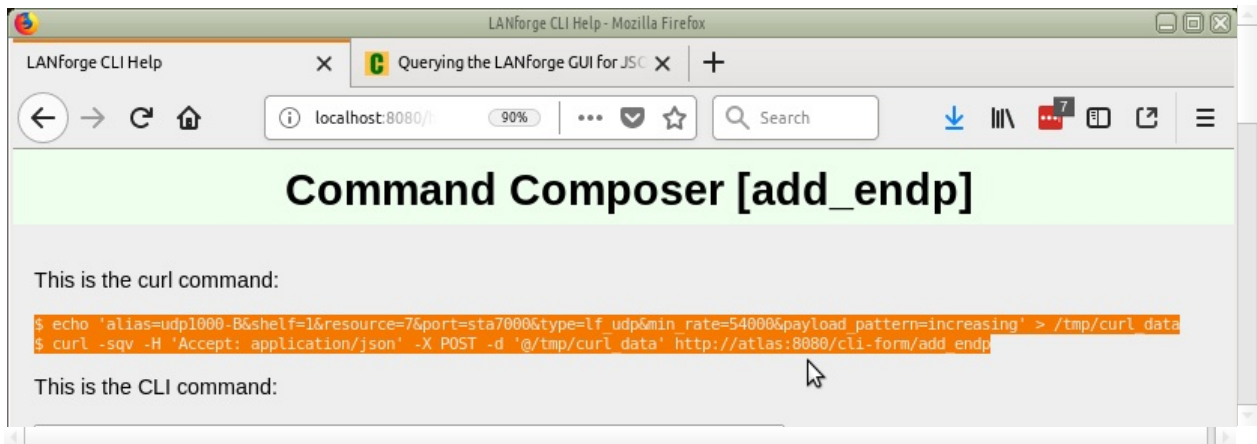 LANforge CLI Help - Mozilla Firefox
LANforge CLI Help
C Querying the LANforge GUI for JSO
localhost:8080/h 90% Search 7
Command Composer [add_endp]
This is the curl command:
$ echo 'alias=udp1000-B&shelf=1&resource=7&port=sta7000&type=lf_udp&min_rate=54000&payload_pattern=increasing' > /tmp/curl_data
$ curl -sqv -H 'Accept: application/json' -X POST -d '@/tmp/curl_data' http://atlas:8080/cli-form/add_endp
This is the CLI command: